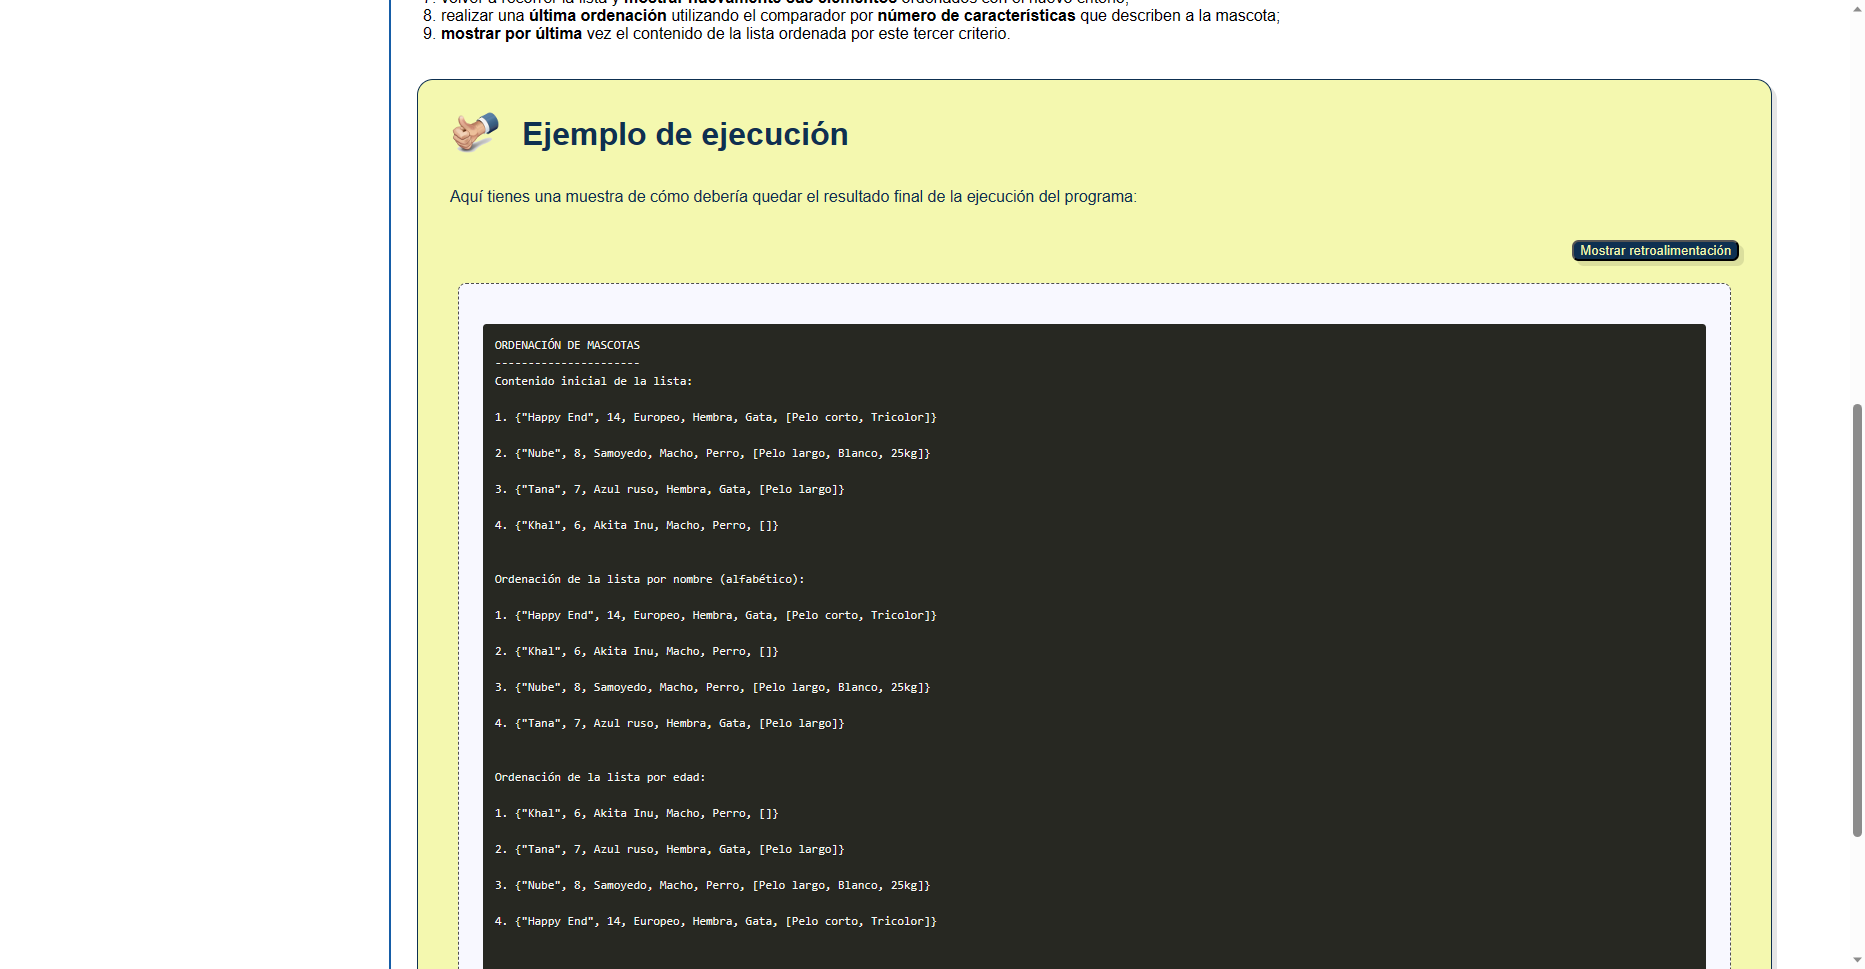 8. realizar una última ordenación utilizando el comparador por número de características que describen a la mascota;
9. mostrar por última vez el contenido de la lista ordenada por este tercer criterio.
Ejemplo de ejecución
Aquí tienes una muestra de cómo debería quedar el resultado final de la ejecución del programa:
Mostrar retroalimentación
ORDENACIÓN DE MASCOTAS
----------------------
Contenido inicial de la lista:
1. {"Happy End", 14, Europeo, Hembra, Gata, [Pelo corto, Tricolor]}
2. {"Nube", 8, Samoyedo, Macho, Perro, [Pelo largo, Blanco, 25kg]}
3. {"Tana", 7, Azul ruso, Hembra, Gata, [Pelo largo]}
4. {"Khal", 6, Akita Inu, Macho, Perro, []}
Ordenación de la lista por nombre (alfabético):
1. {"Happy End", 14, Europeo, Hembra, Gata, [Pelo corto, Tricolor]}
2. {"Khal", 6, Akita Inu, Macho, Perro, []}
3. {"Nube", 8, Samoyedo, Macho, Perro, [Pelo largo, Blanco, 25kg]}
4. {"Tana", 7, Azul ruso, Hembra, Gata, [Pelo largo]}
Ordenación de la lista por edad:
1. {"Khal", 6, Akita Inu, Macho, Perro, []}
2. {"Tana", 7, Azul ruso, Hembra, Gata, [Pelo largo]}
3. {"Nube", 8, Samoyedo, Macho, Perro, [Pelo largo, Blanco, 25kg]}
4. {"Happy End", 14, Europeo, Hembra, Gata, [Pelo corto, Tricolor]}